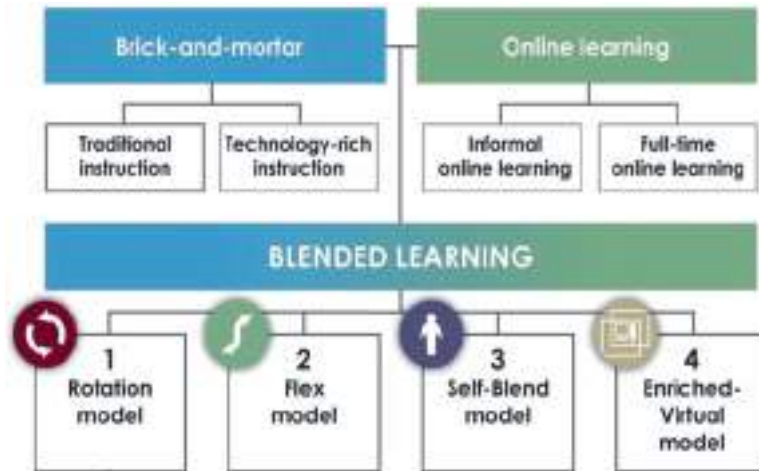 Brick-and-mortar
Online learning
Traditional
instruction
Technology-rich
instruction
Informal
online learning
Full-time
online learning
BLENDED LEARNING
1
Rotation
model
2
Flex
model
3
Self-Blend
model
4
Enriched-
Virtual
model